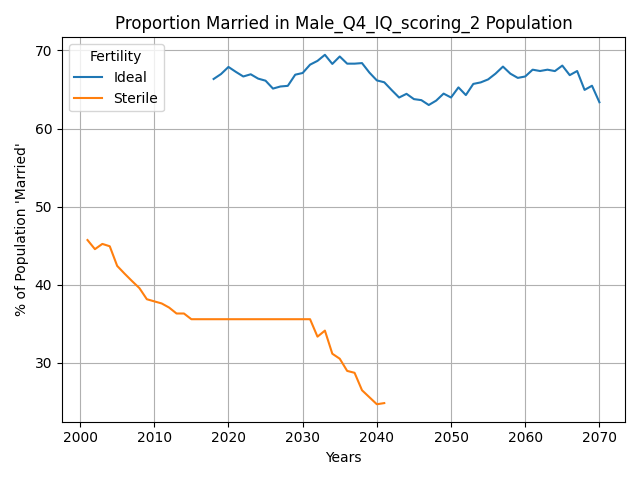 Proportion Married in Male_Q4_IQ_scoring_2 Population
Fertility
Ideal
Sterile
% of Population 'Married'
70
60
50
40
30
2000 2010 2020 2030 2040 2050 2060 2070
Years